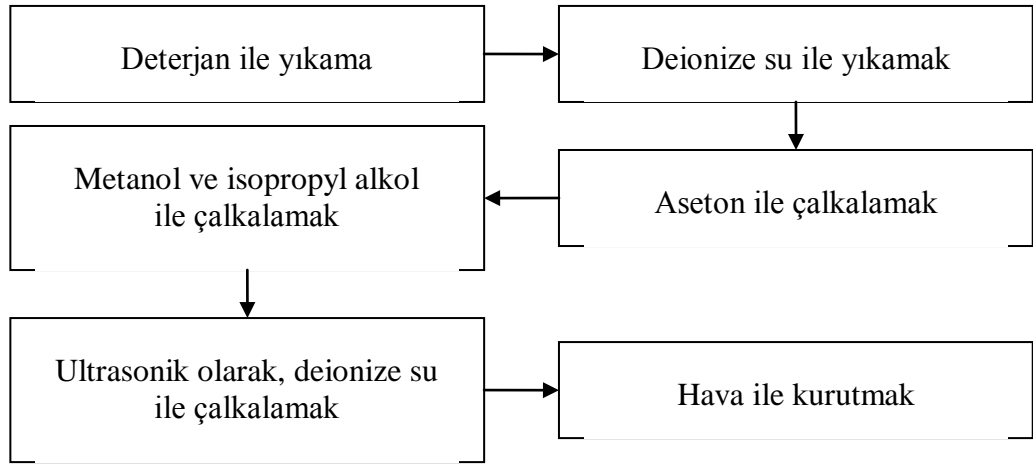 Deterjan ile yıkama
Deionize su ile yıkamak
Aseton ile çalkalamak
Metanol ve isopropyl alkol
ile çalkalamak
Ultrasonik olarak, deionize su
ile çalkalamak
Hava ile kurutmak